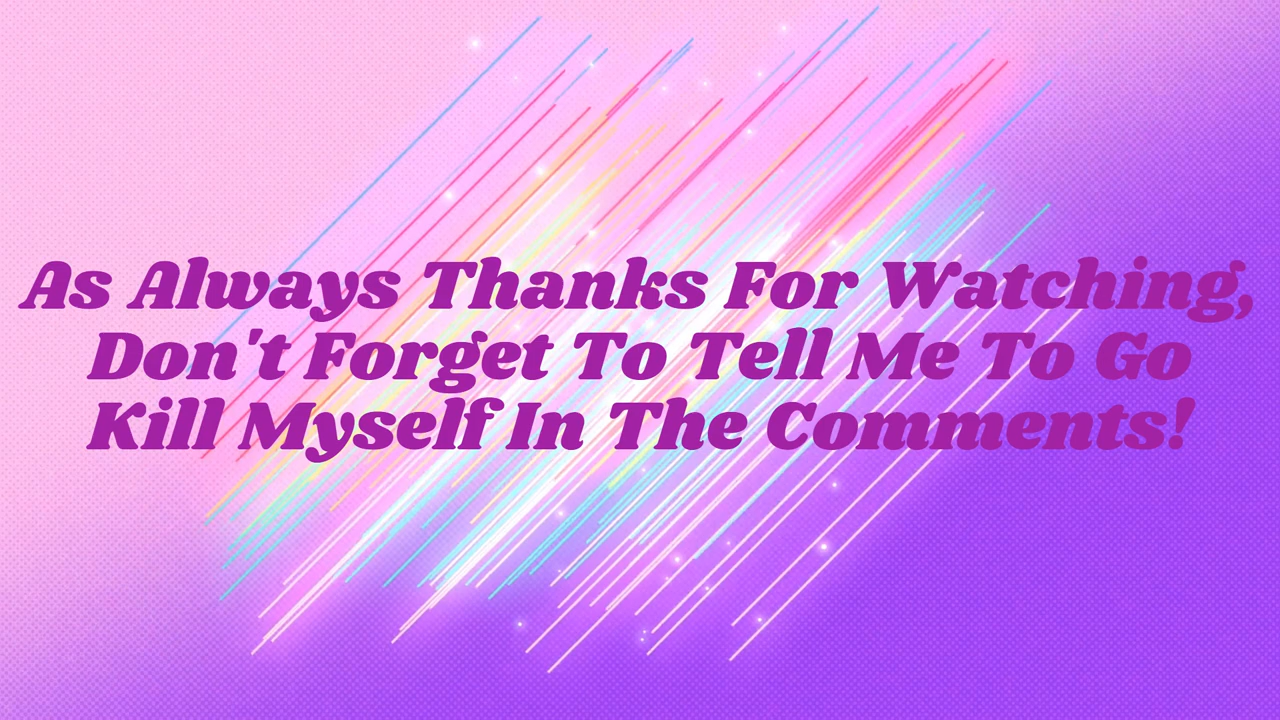 As Always Thanks For Watching,
Don't Forget To Tell Me To Go
Kill Myself In The Comments!